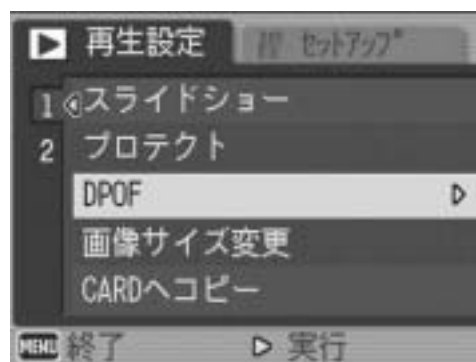 再生設定 セットアップ
1 スライドショー
2 プロテクト
DPOF
画像サイズ変更
CARDへコピー
MENU 終了 実行